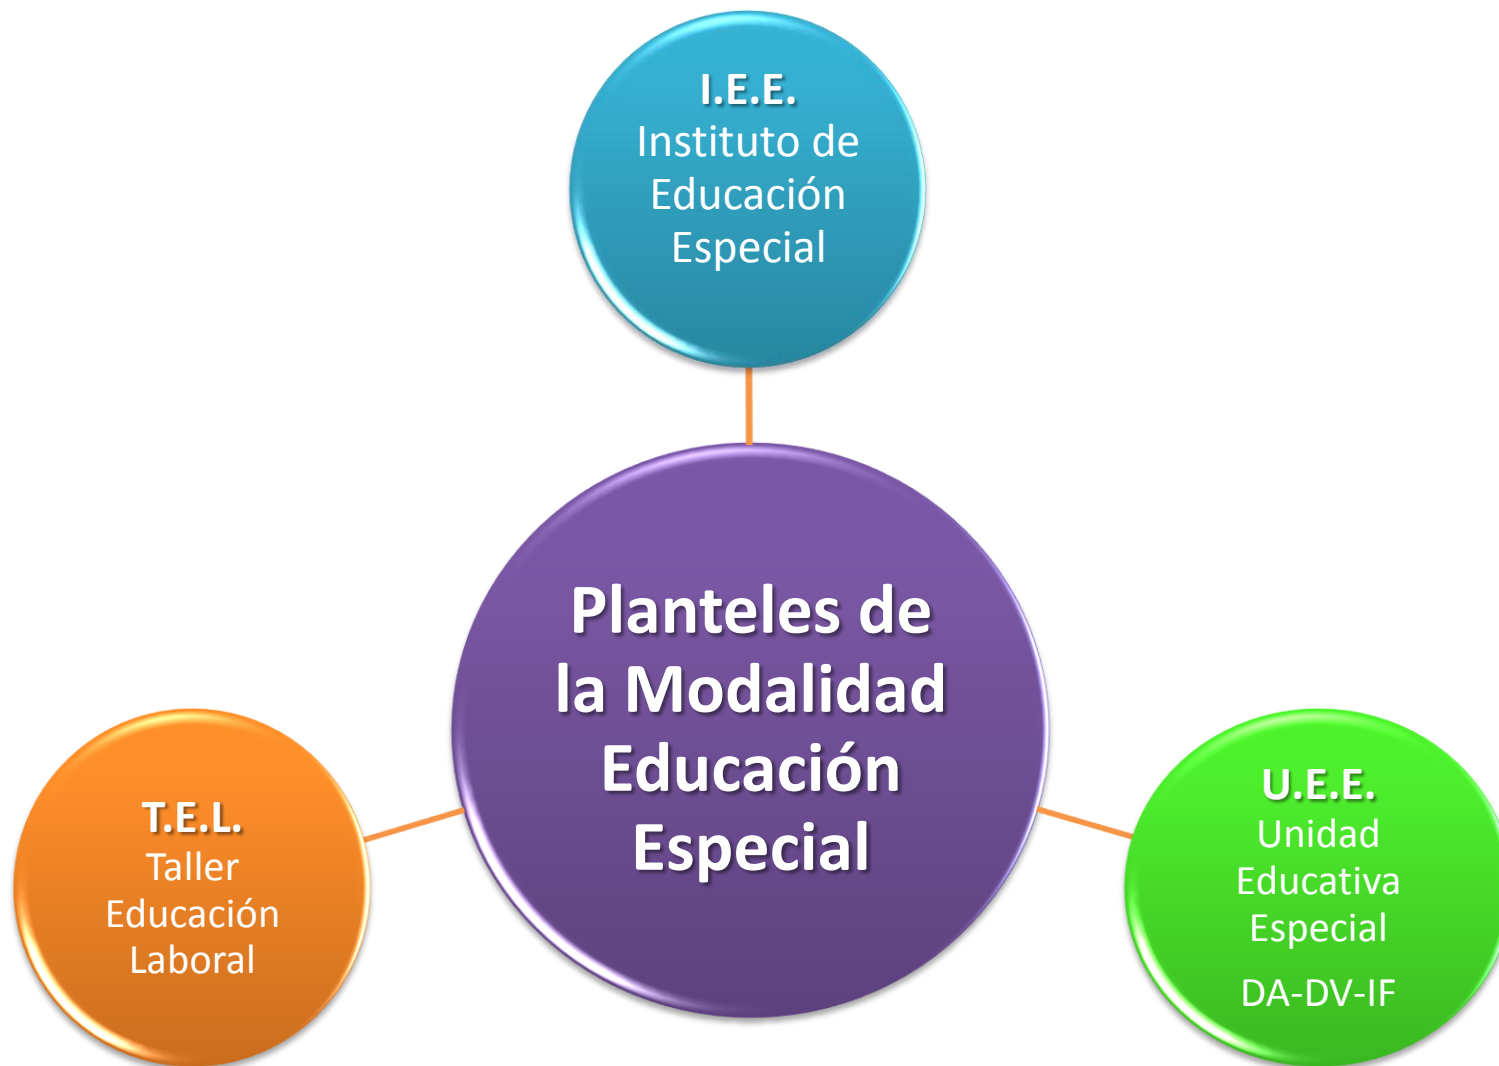 I.E.E.
Instituto de
Educación
Especial
Planteles de
la Modalidad
Educación
Especial
T.E.L.
Taller
Educación
Laboral
U.E.E.
Unidad
Educativa
Especial
DA-DV-IF